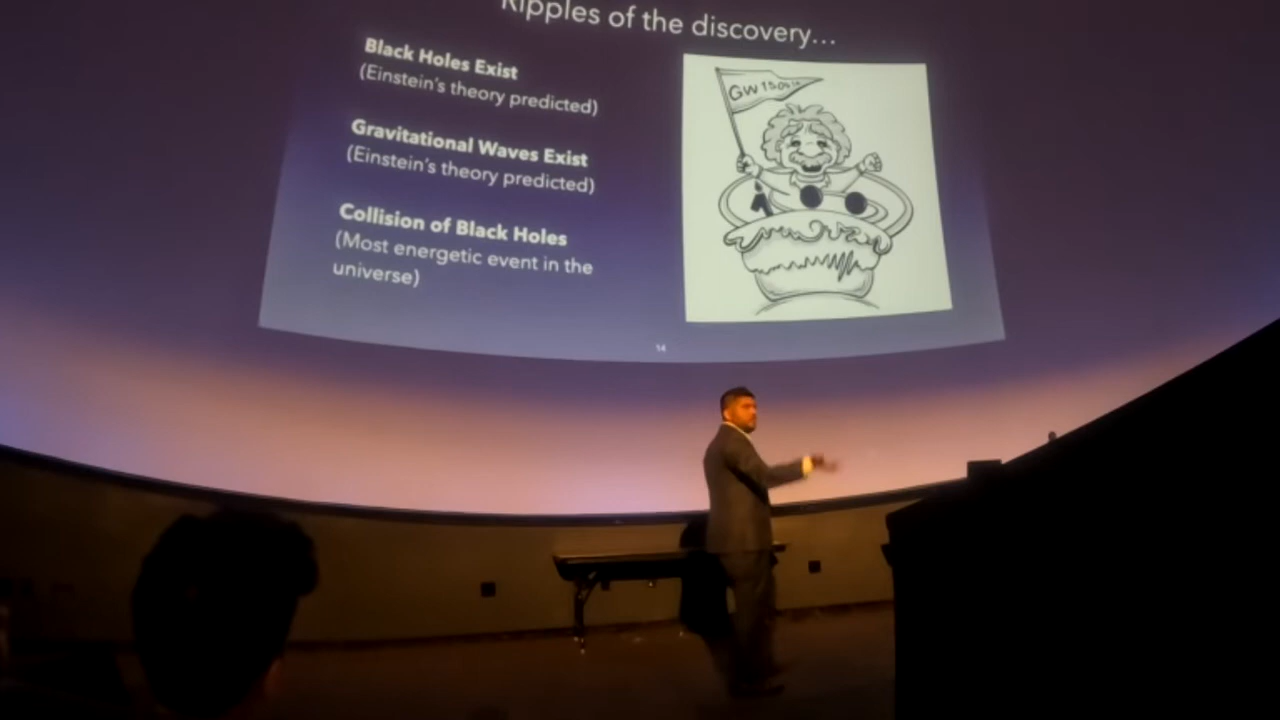 Ripples of the discovery...
Black Holes Exist
(Einstein's theory predicted)
Gravitational Waves Exist
(Einstein's theory predicted)
Collision of Black Holes
(Most energetic event in the
universe)
GW150914
14